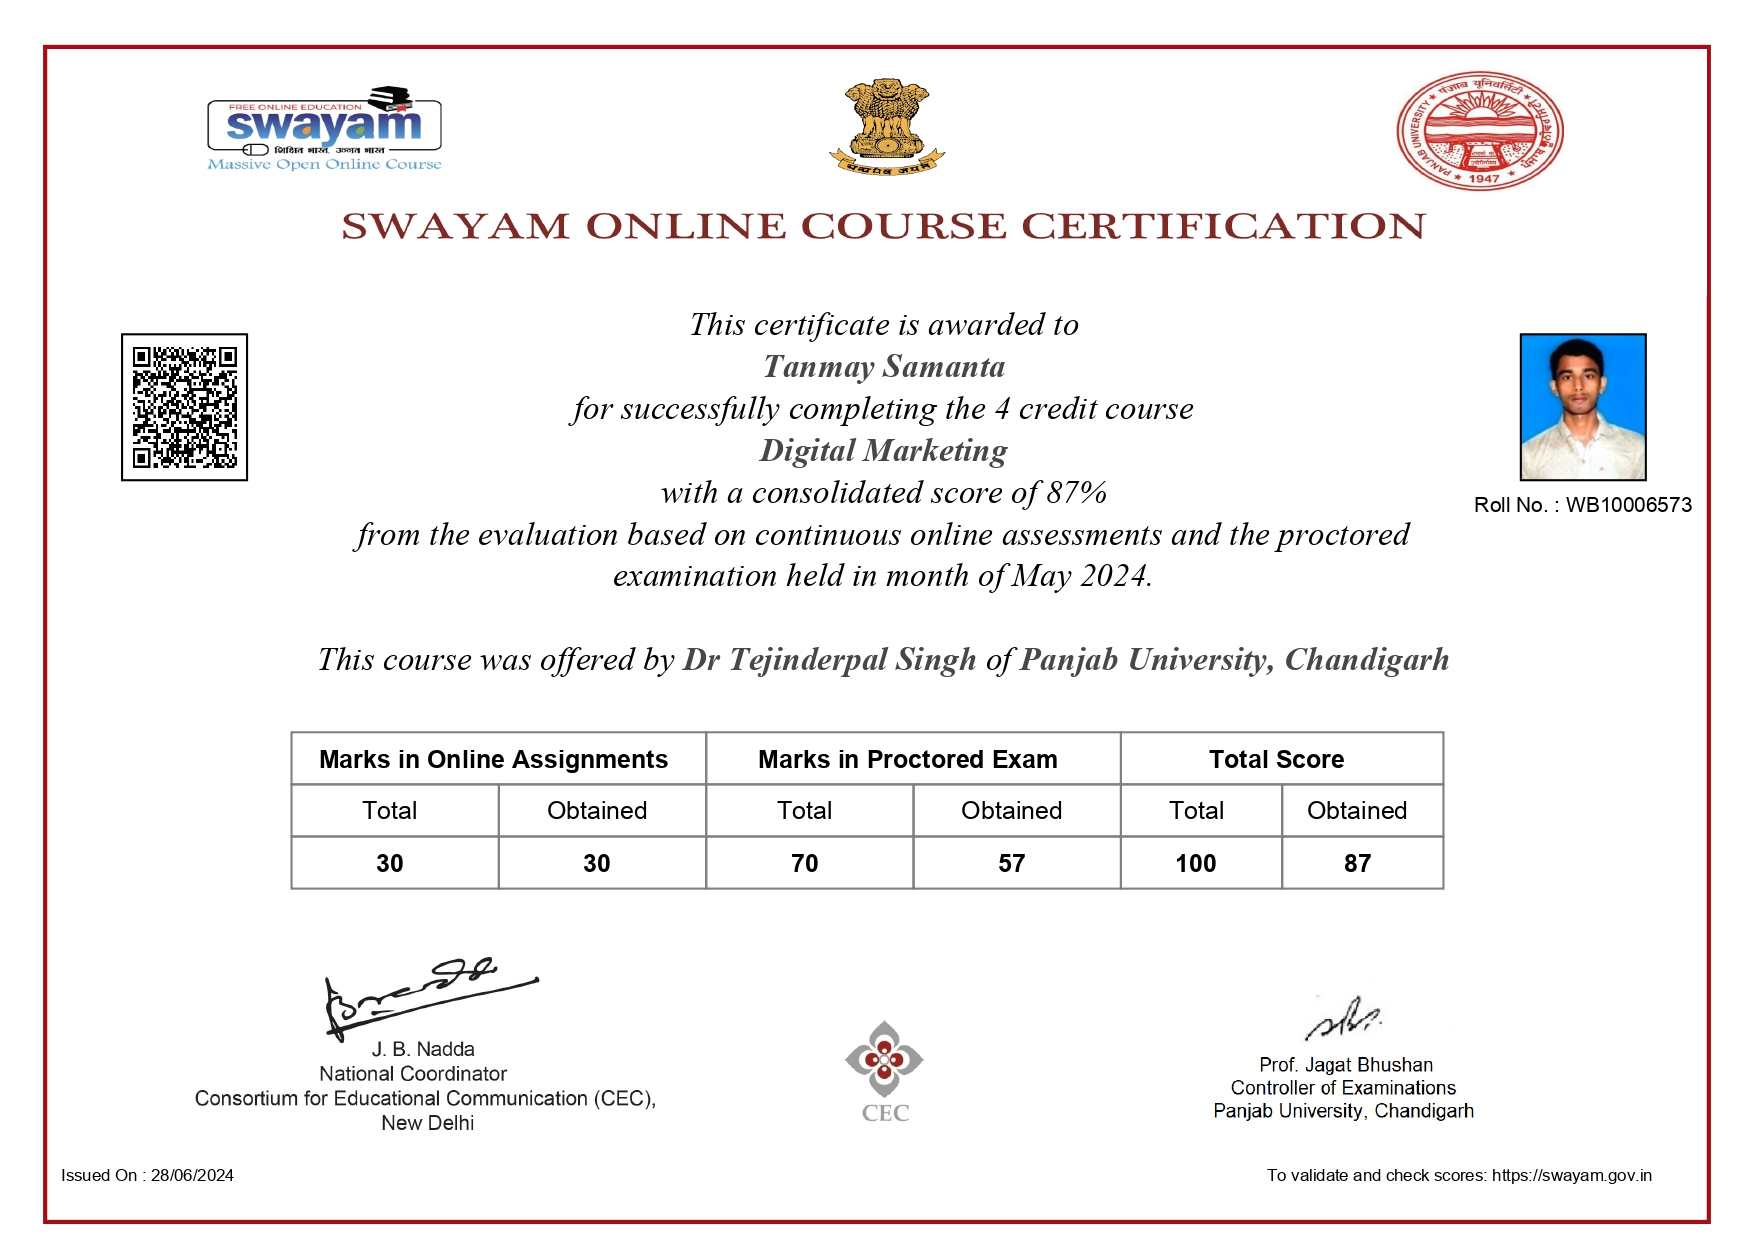 FREE ONLINE EDUCATION
swayam
शिक्षित भारत, उन्नत भारत
Massive Open Online Course
सत्यमेव जयते
पंजाब यूनिवर्सिटी
PANJAB UNIVERSITY
1947
SWAYAM ONLINE COURSE CERTIFICATION
This certificate is awarded to
Tanmay Samanta
for successfully completing the 4 credit course
Digital Marketing
with a consolidated score of 87%
from the evaluation based on continuous online assessments and the proctored
examination held in month of May 2024.
Roll No. : WB10006573
This course was offered by Dr Tejinderpal Singh of Panjab University, Chandigarh
Marks in Online Assignments Marks in Proctored Exam Total Score
Total Obtained Total Obtained Total Obtained
30 30 70 57 100 87
J. B. Nadda
National Coordinator
Consortium for Educational Communication (CEC),
New Delhi
CEC
Prof. Jagat Bhushan
Controller of Examinations
Panjab University, Chandigarh
Issued On : 28/06/2024
To validate and check scores: https://swayam.gov.in